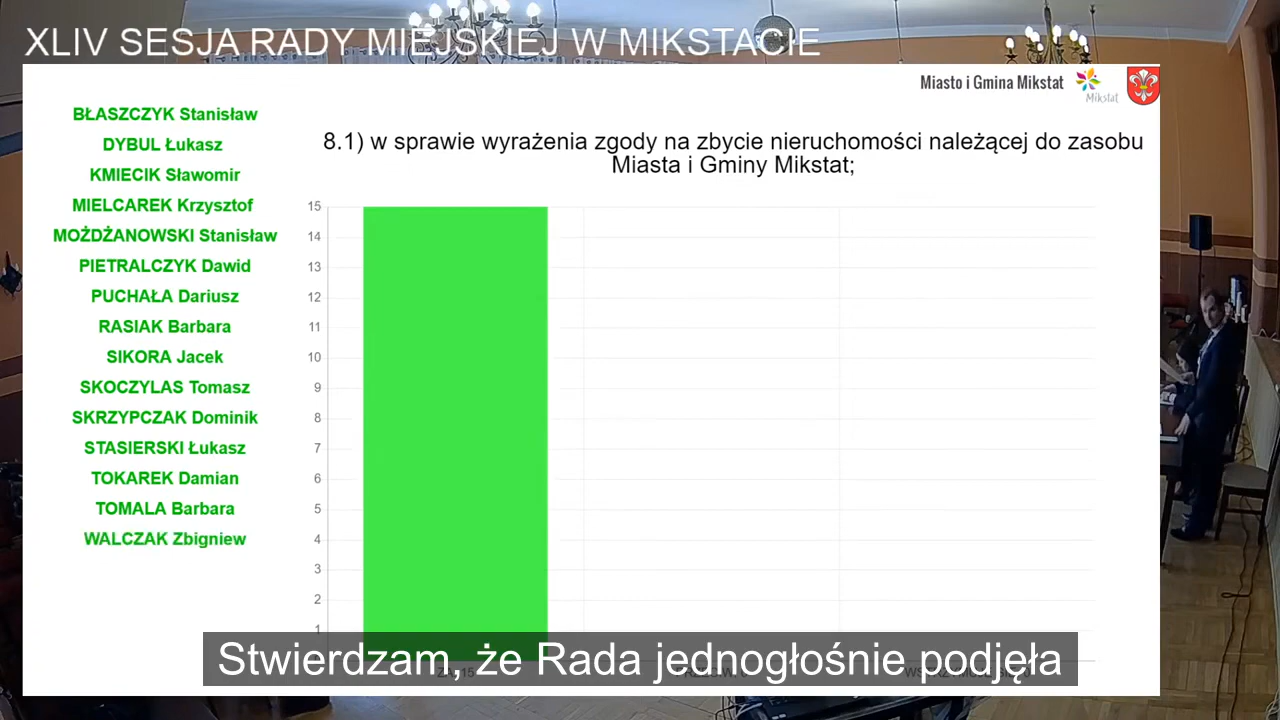 XLIV SESJA RADY MIEJSKIEJ W MIKSTACIE
Miasto i Gmina Mikstat
Mikstat
BŁASZCZYK Stanisław
DYBUL Łukasz
KMIECIK Sławomir
MIELCAREK Krzysztof
MOŻDŻANOWSKI Stanisław
PIETRALCZYK Dawid
PUCHAŁA Dariusz
RASIAK Barbara
SIKORA Jacek
SKOCZYLAS Tomasz
SKRZYPCZAK Dominik
STASIERSKI Łukasz
TOKAREK Damian
TOMALA Barbara
WALCZAK Zbigniew
8.1) w sprawie wyrażenia zgody na zbycie nieruchomości należącej do zasobu
Miasta i Gminy Mikstat;
15
14
13
12
11
10
9
8
7
6
5
4
3
2
1
Stwierdzam, że Rada jednogłośnie podjęła